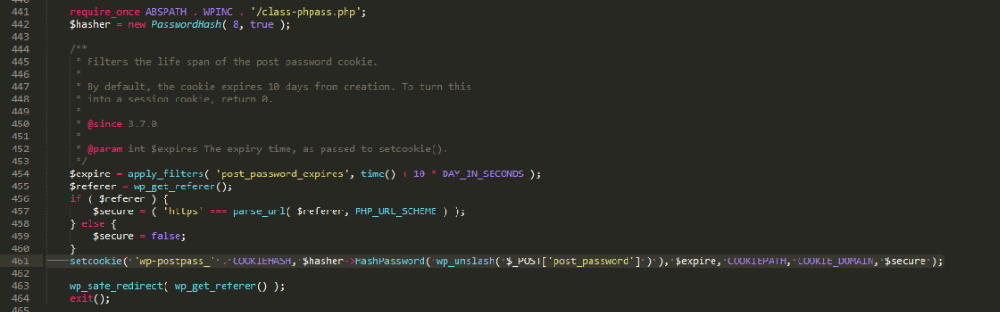 441 require_once ABSPATH . WPINC . '/class-phpass.php';
442 $hasher = new PasswordHash( 8, true );
443
444 /**
445 * Filters the life span of the post password cookie.
446 *
447 * By default, the cookie expires 10 days from creation. To turn this
448 * into a session cookie, return 0.
449 *
450 * @since 3.7.0
451 *
452 * @param int $expires The expiry time, as passed to setcookie().
453 */
454 $expire = apply_filters( 'post_password_expires', time() + 10 * DAY_IN_SECONDS );
455 $referer = wp_get_referer();
456 if ( $referer ) {
457 $secure = ( 'https' === parse_url( $referer, PHP_URL_SCHEME ) );
458 } else {
459 $secure = false;
460 }
461 setcookie( 'wp-postpass_' . COOKIEHASH, $hasher->HashPassword( wp_unslash( $_POST['post_password'] ) ), $expire, COOKIEPATH, COOKIE_DOMAIN, $secure );
462
463 wp_safe_redirect( wp_get_referer() );
464 exit();
465